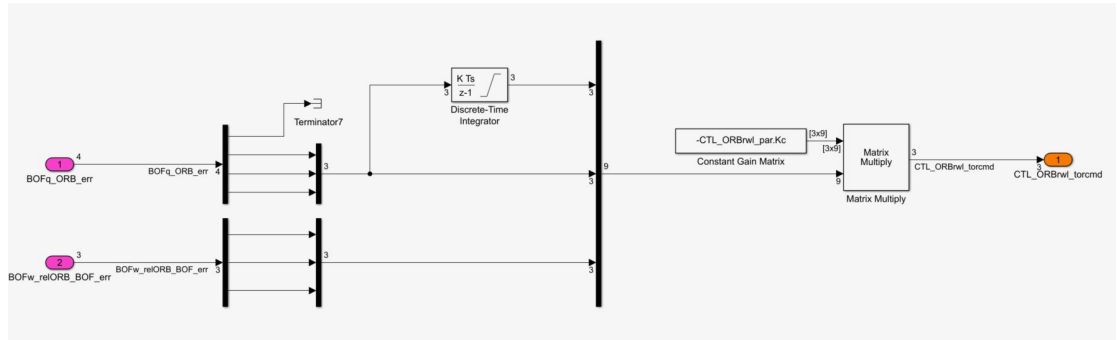 K Ts
z-1
3
3
Discrete-Time
Integrator
3
Terminator7
1
4
BOFq_ORB_err
BOFq_ORB_err
4
3
3
9
-CTL_ORBrwl_par.Kc
[3x9]
[3x9]
Constant Gain Matrix
Matrix
Multiply
9
3
CTL_ORBrwl_torcmd
Matrix Multiply
1
3
CTL_ORBrwl_torcmd
2
3
BOFw_relORB_BOF_err
BOFw_relORB_BOF_err
3
3
3